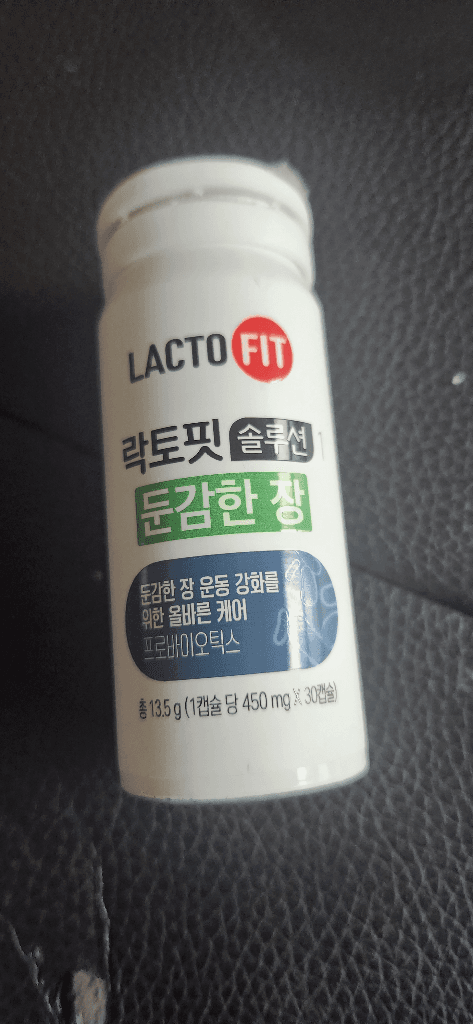 LACTO FIT
락토핏 솔루션 1
둔감한 장
둔감한 장 운동 강화를
위한 올바른 케어
프로바이오틱스
총 13.5 g (1캡슐 당 450 mg X 30캡슐)